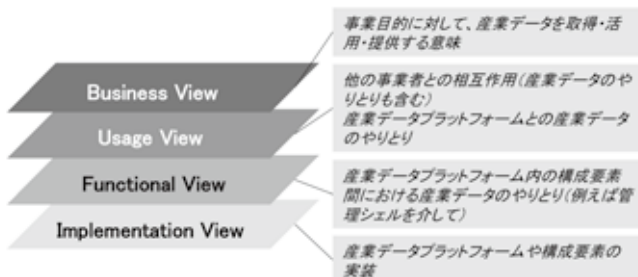 Business View
事業目的に対して、産業データを取得・活
用・提供する意味
Usage View
他の事業者との相互作用(産業データのや
りとりも含む)
産業データプラットフォームとの産業データ
のやりとり
Functional View
産業データプラットフォーム内の構成要素
間における産業データのやりとり(例えば管
理シェルを介して)
Implementation View
産業データプラットフォームや構成要素の
実装